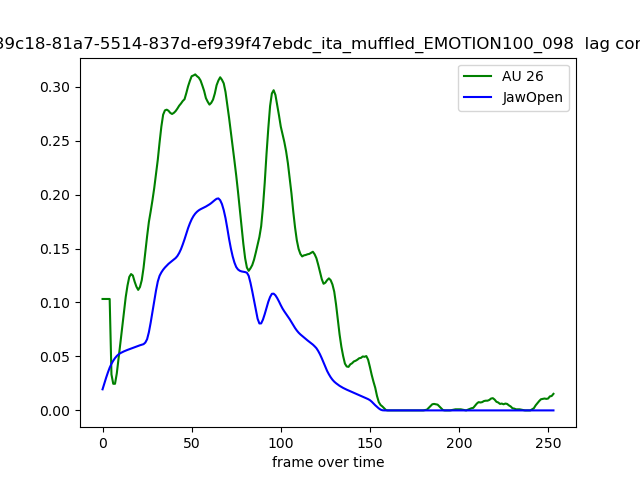 39c18-81a7-5514-837d-ef939f47ebdc_ita_muffled_EMOTION100_098 lag cor
AU 26
JawOpen
0.30
0.25
0.20
0.15
0.10
0.05
0.00
0 50 100 150 200 250
frame over time